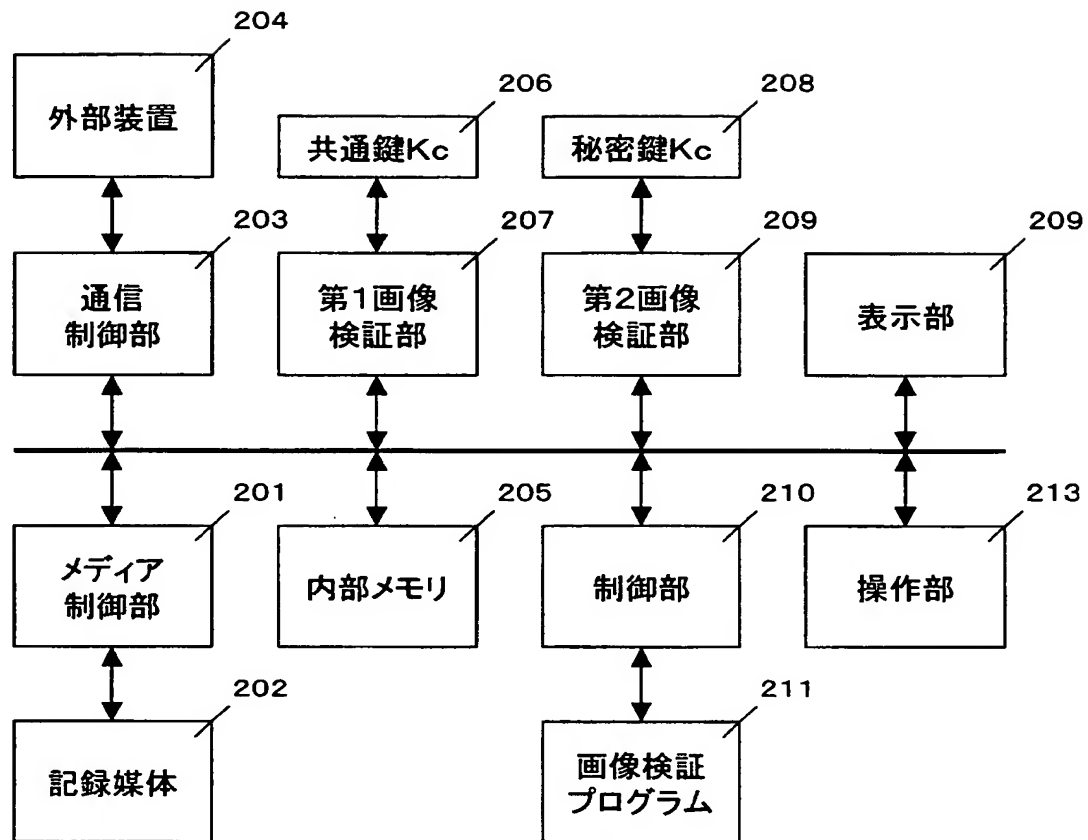 204
外部装置
206
共通鍵Kc
208
秘密鍵Kc
203
通信
制御部
207
第1画像
検証部
209
第2画像
検証部
209
表示部
201
メディア
制御部
205
内部メモリ
210
制御部
213
操作部
202
記録媒体
211
画像検証
プログラム